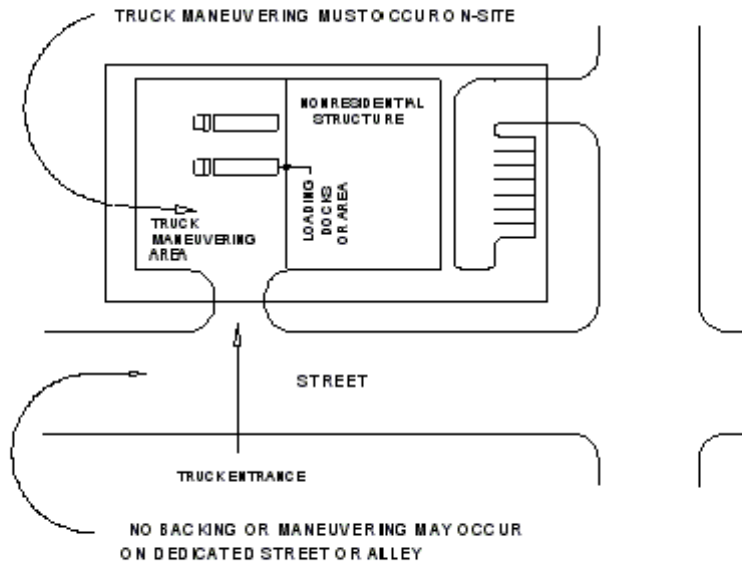 TRUCK MANEUVERING MUST OCCUR ON-SITE
NONRESIDENTIAL
STRUCTURE
LOADING
DOCKS
OR AREA
TRUCK
MANEUVERING
AREA
STREET
TRUCK ENTRANCE
NO BACKING OR MANEUVERING MAY OCCUR
ON DEDICATED STREET OR ALLEY